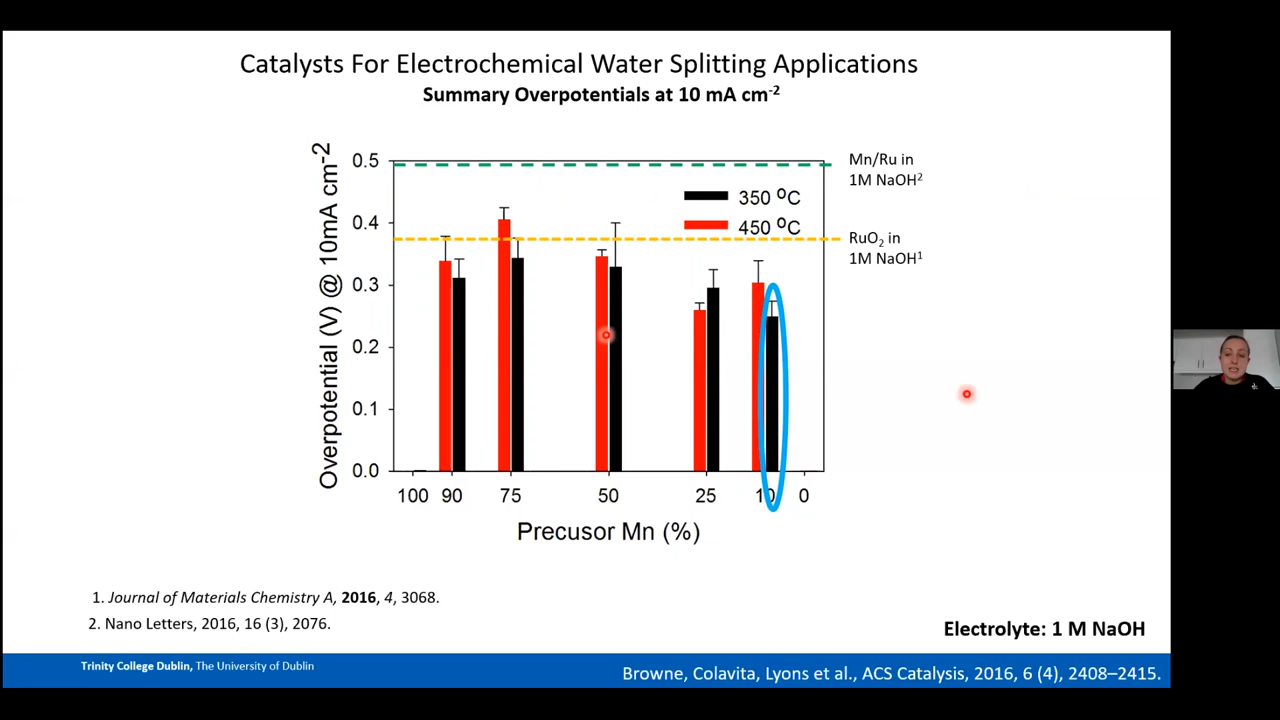 Catalysts For Electrochemical Water Splitting Applications
Summary Overpotentials at 10 mA cm-2
Overpotential (V) @ 10mA cm-2
0.5
0.4
0.3
0.2
0.1
0.0
350 ⁰C
450 ⁰C
Mn/Ru in
1M NaOH²
RuO₂ in
1M NaOH¹
100 90 75 50 25 10 0
Precusor Mn (%)
1. Journal of Materials Chemistry A, 2016, 4, 3068.
2. Nano Letters, 2016, 16 (3), 2076.
Electrolyte: 1 M NaOH
Trinity College Dublin, The University of Dublin
Browne, Colavita, Lyons et al., ACS Catalysis, 2016, 6 (4), 2408–2415.